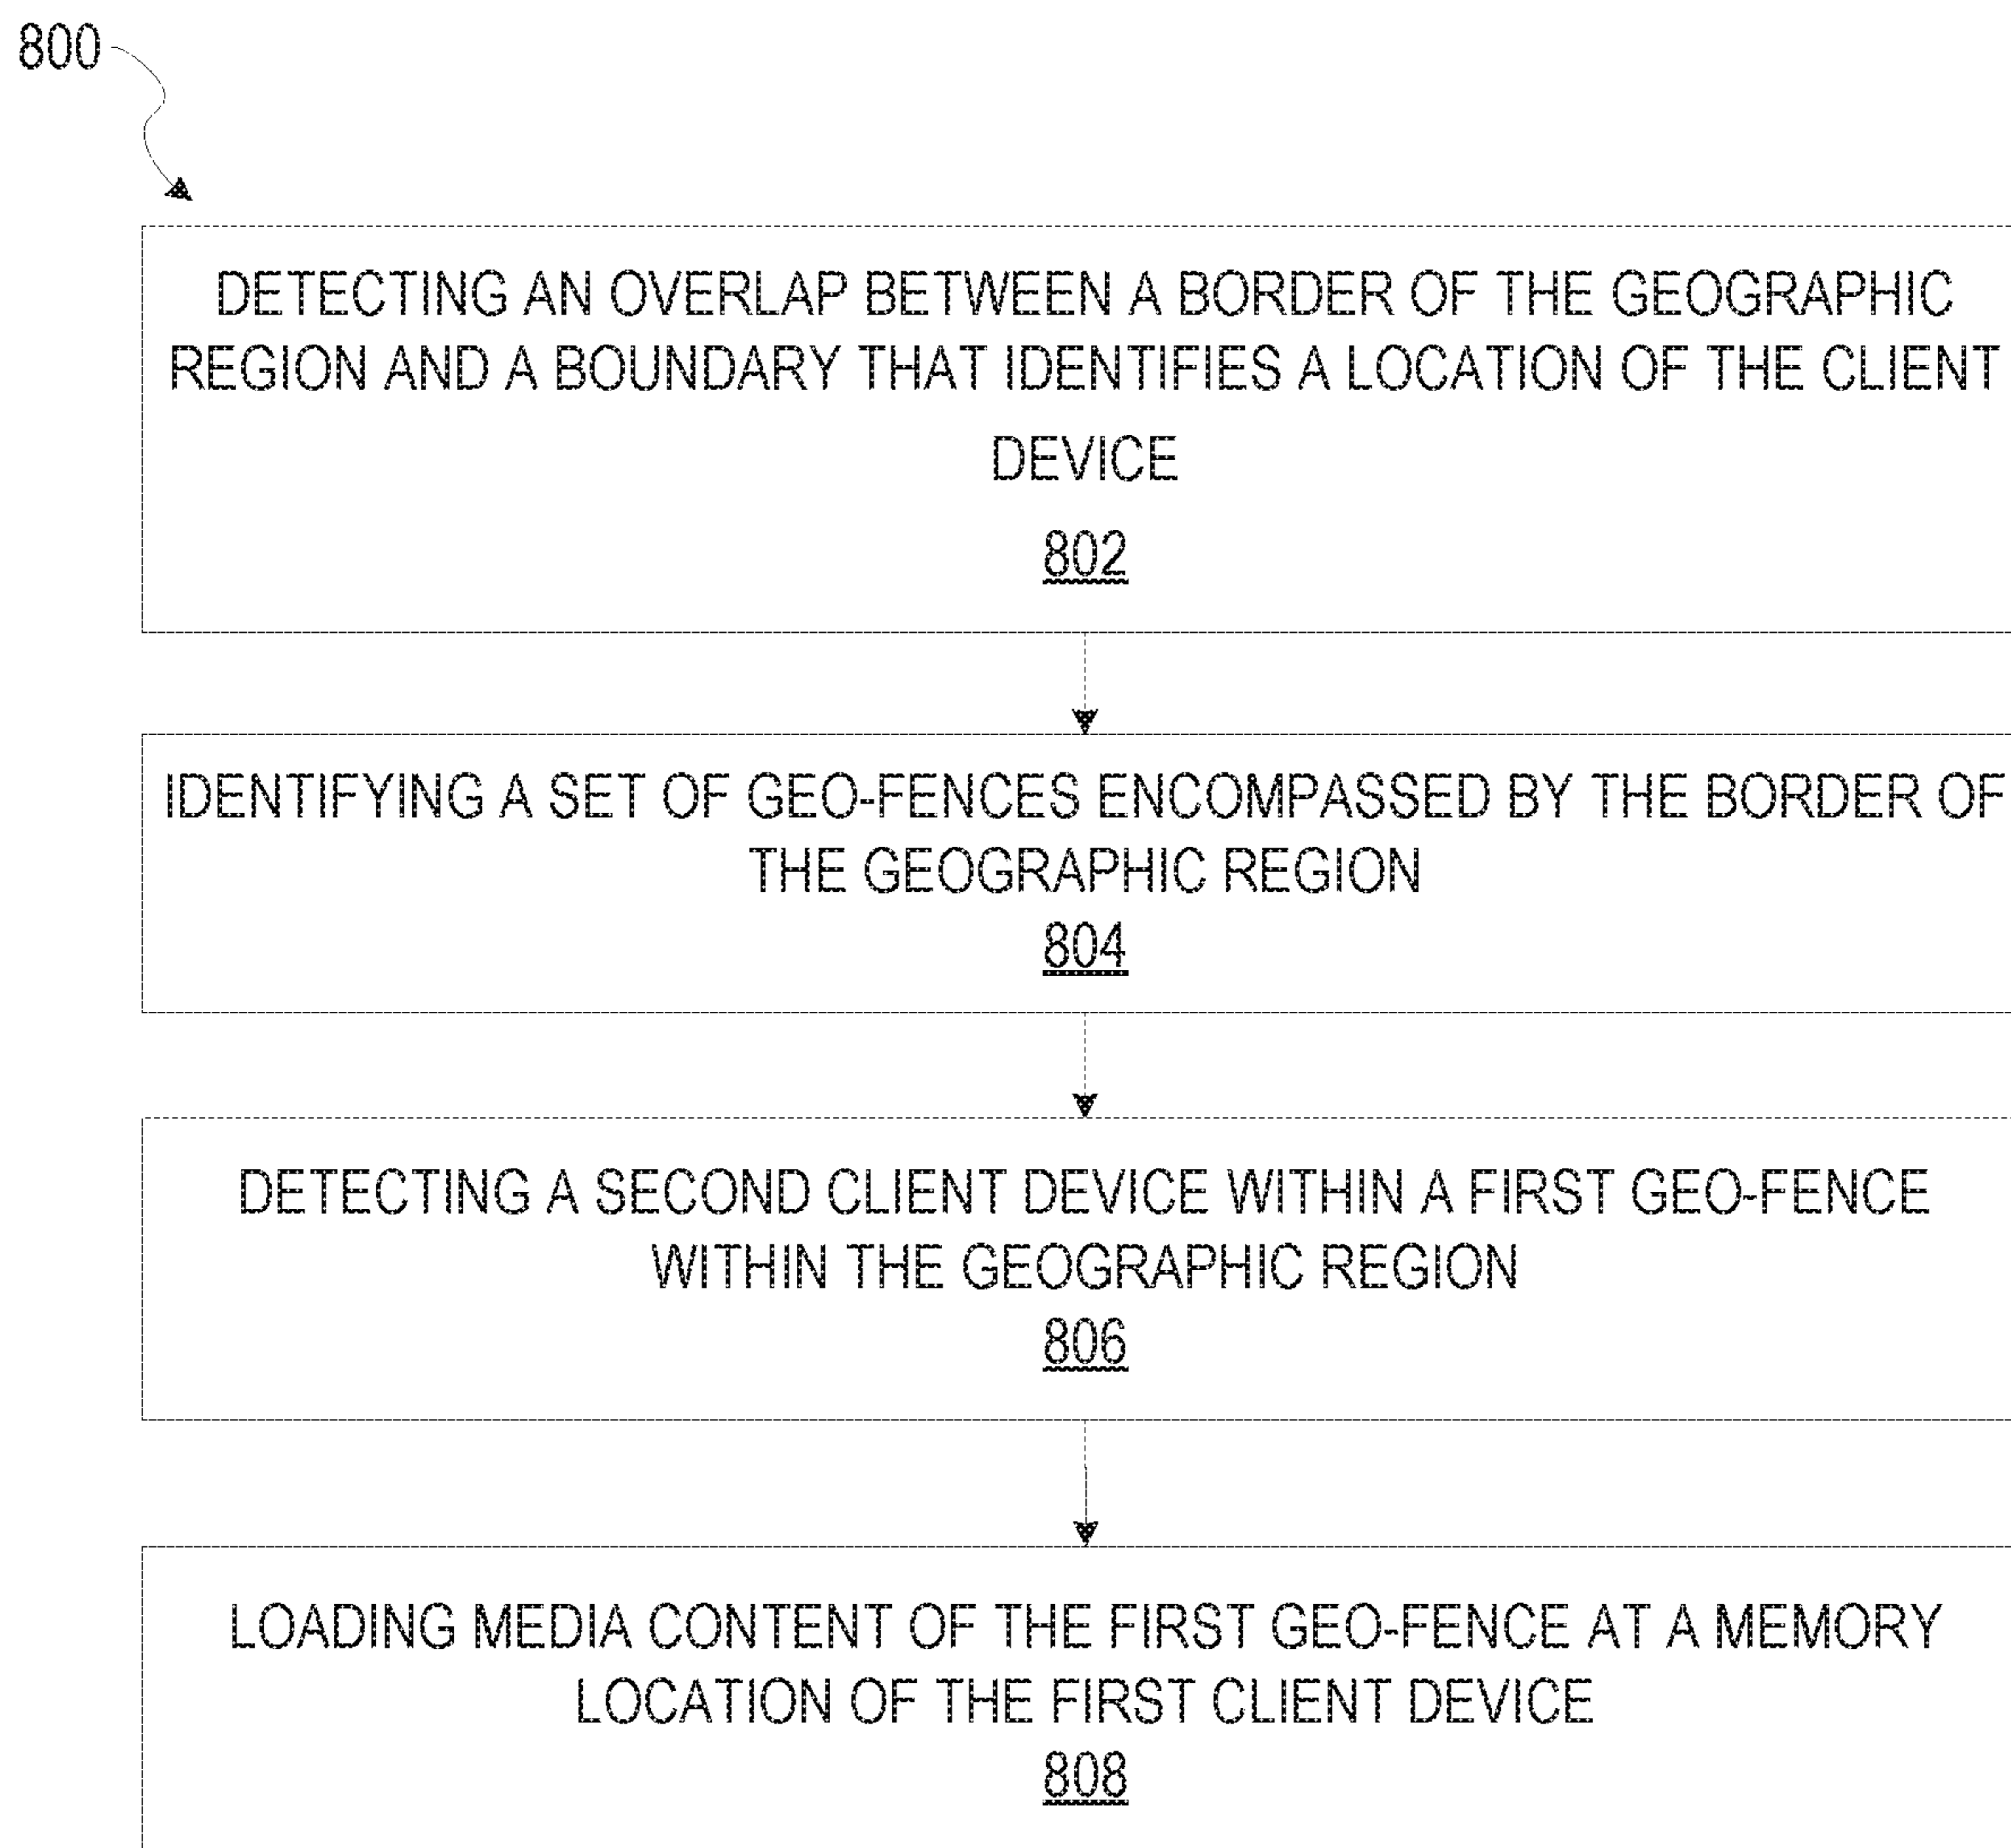 800
DETECTING AN OVERLAP BETWEEN A BORDER OF THE GEOGRAPHIC
REGION AND A BOUNDARY THAT IDENTIFIES A LOCATION OF THE CLIENT
DEVICE
802
IDENTIFYING A SET OF GEO-FENCES ENCOMPASSED BY THE BORDER OF
THE GEOGRAPHIC REGION
804
DETECTING A SECOND CLIENT DEVICE WITHIN A FIRST GEO-FENCE
WITHIN THE GEOGRAPHIC REGION
806
LOADING MEDIA CONTENT OF THE FIRST GEO-FENCE AT A MEMORY
LOCATION OF THE FIRST CLIENT DEVICE
808